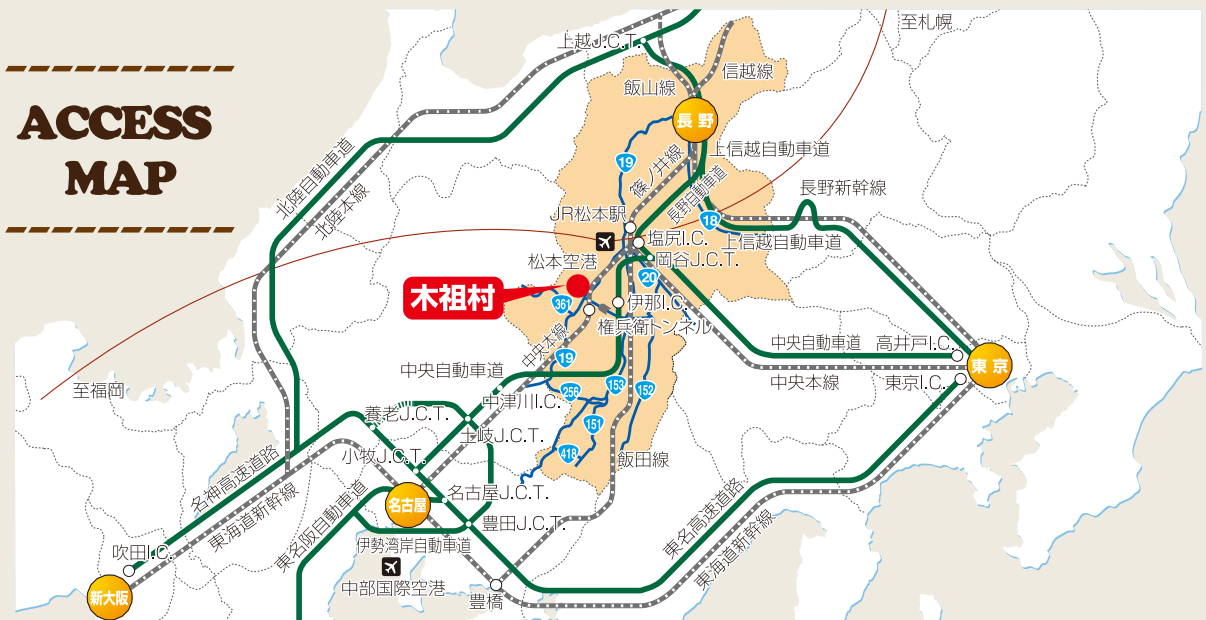 ACCESS
MAP
至札幌
上越J.C.T.
信越線
飯山線
長野
19
篠ノ井線
長野自動車道
上信越自動車道
長野新幹線
18
上信越自動車道
北陸自動車道
北陸本線
JR松本駅
塩尻I.C.
岡谷J.C.T.
松本空港
20
木祖村
361
伊那I.C.
権兵衛トンネル
中央本線
19
中央自動車道
高井戸I.C.
東京
中央自動車道
中央本線
東京I.C.
至福岡
中津川I.C.
256
153
152
養老J.C.T.
土岐J.C.T.
151
小牧J.C.T.
418
飯田線
名神高速道路
東海道新幹線
東名阪自動車道
名古屋
名古屋J.C.T.
豊田J.C.T.
東名高速道路
東海道新幹線
吹田I.C.
伊勢湾岸自動車道
中部国際空港
新大阪
豊橋